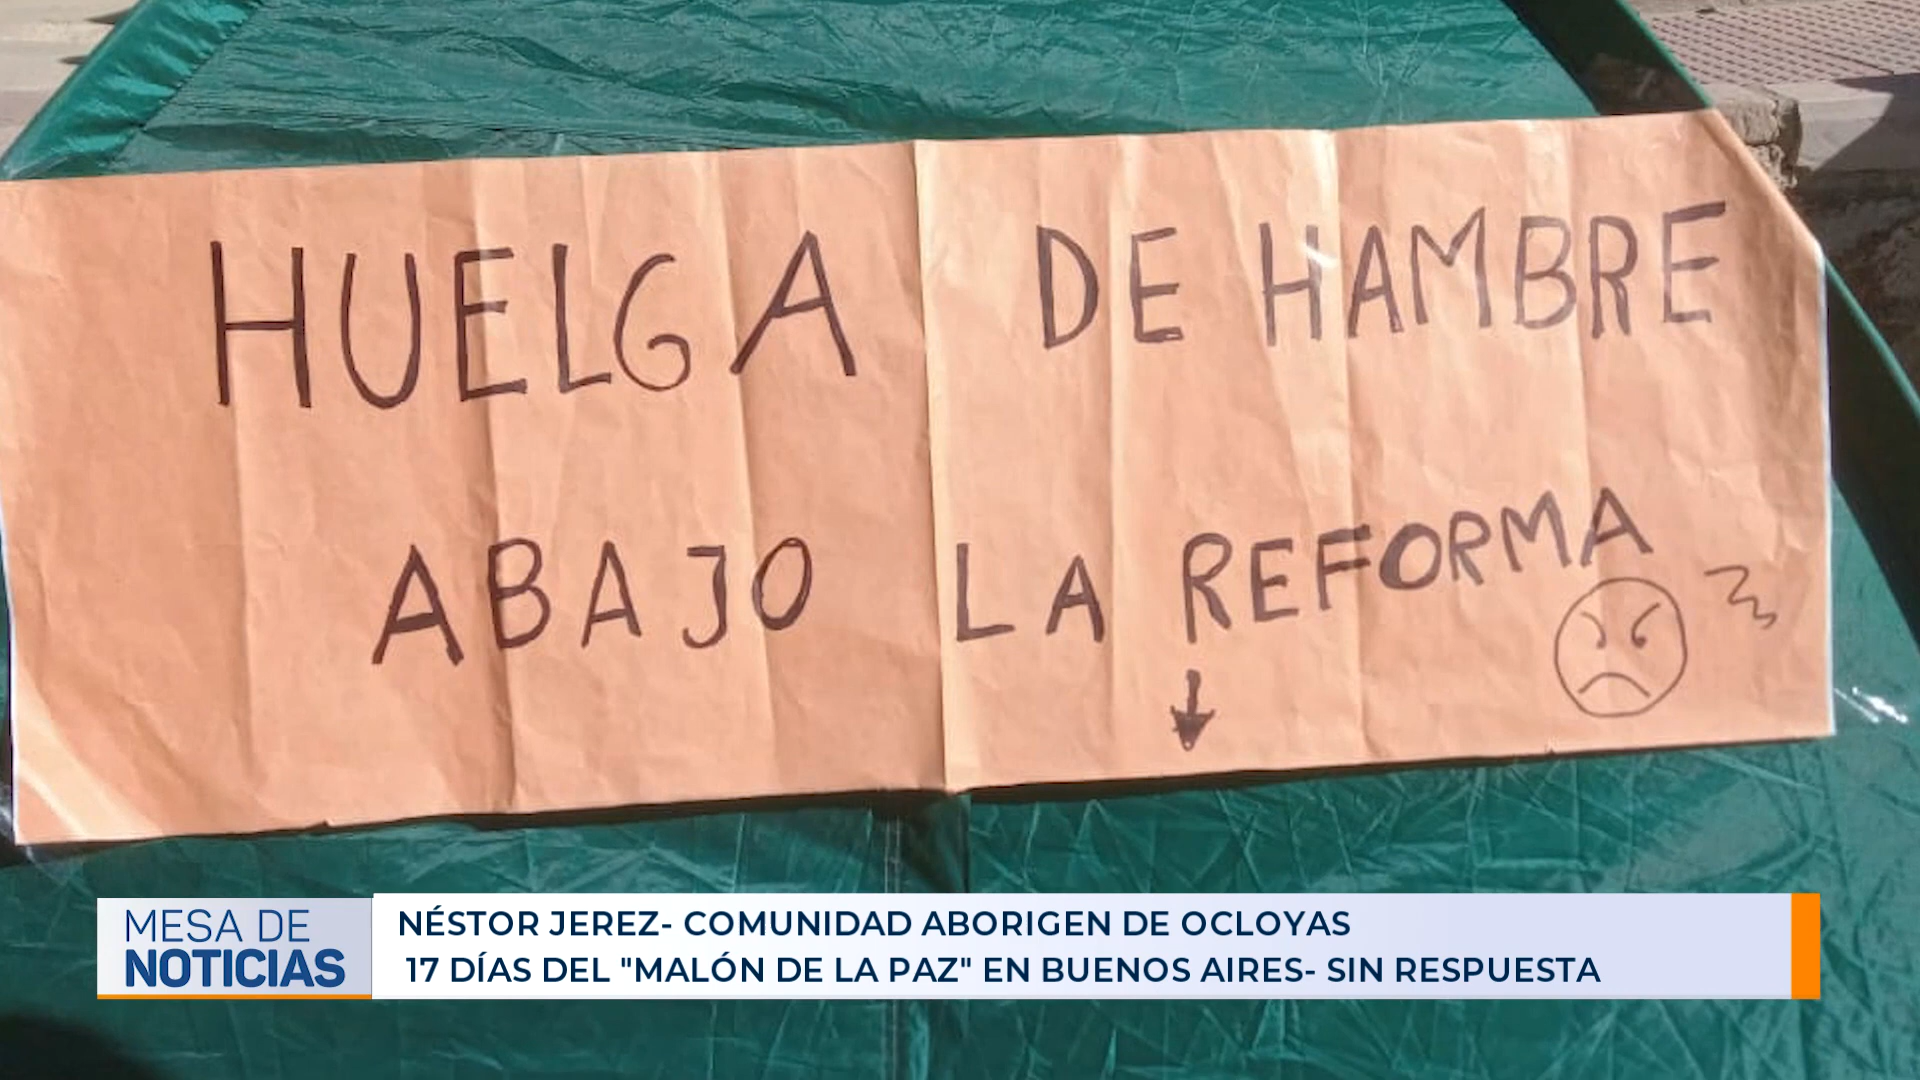 HUELGA DE HAMBRE
ABAJO LA REFORMA
MESA DE
NOTICIAS
NÉSTOR JEREZ- COMUNIDAD ABORIGEN DE OCLOYAS
17 DÍAS DEL "MALÓN DE LA PAZ" EN BUENOS AIRES- SIN RESPUESTA